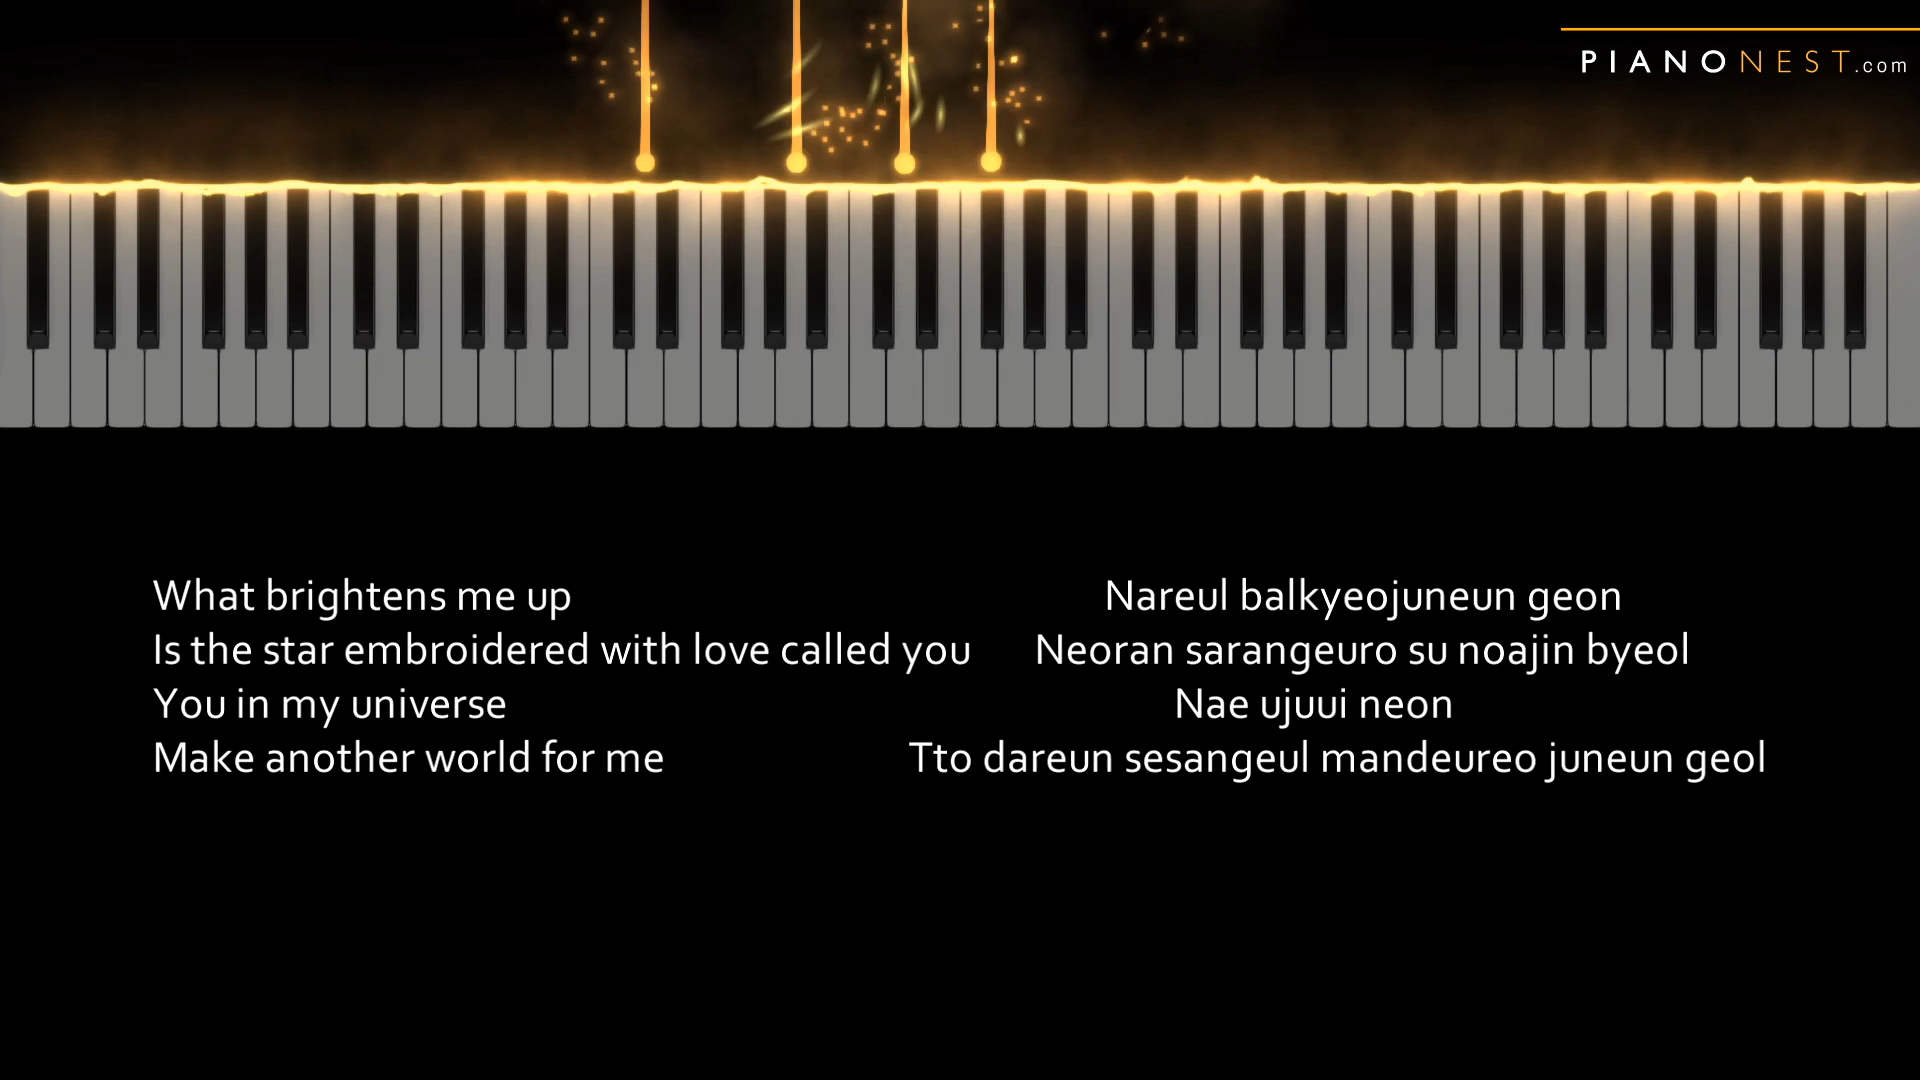 PIANONEST.com
What brightens me up
Is the star embroidered with love called you
You in my universe
Make another world for me
Nareul balkyeojuneun geon
Neoran sarangeuro su noajin byeol
Nae ujuui neon
Tto dareun sesangeul mandeureo juneun geol